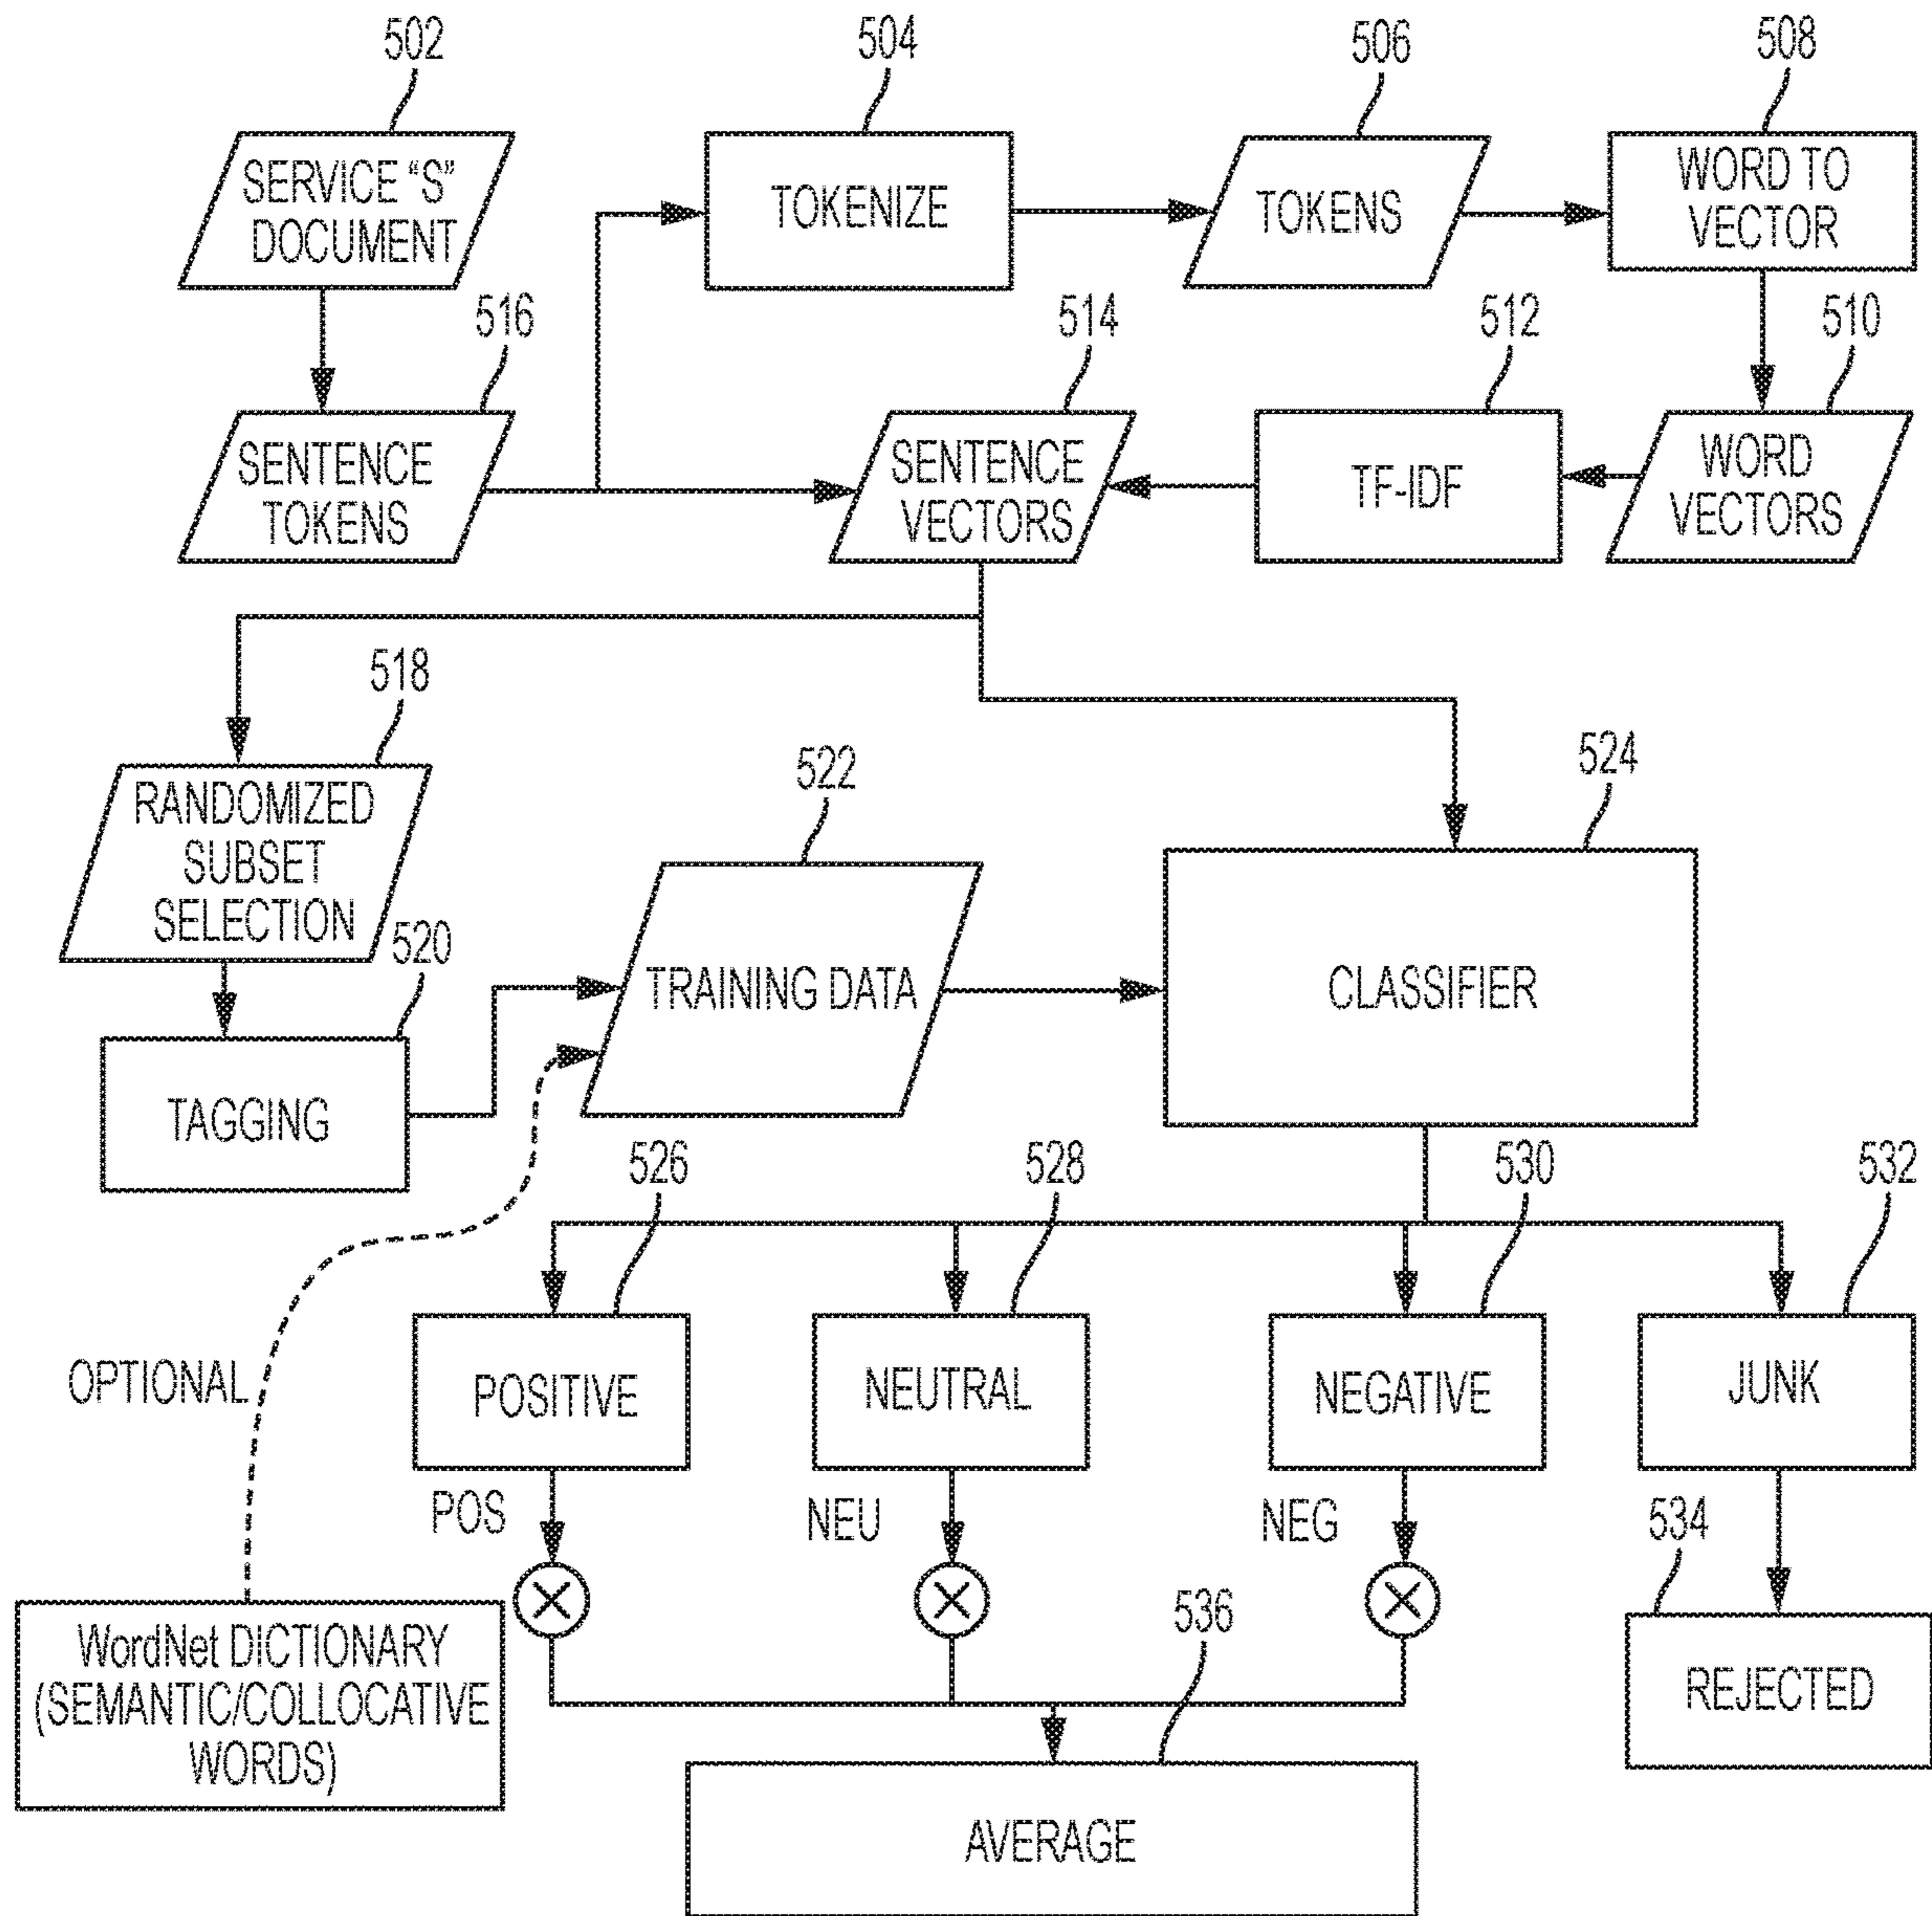 502
504
506
508
SERVICE “S”
DOCUMENT
TOKENIZE
TOKENS
WORD TO
VECTOR
516
514
512
510
SENTENCE
TOKENS
SENTENCE
VECTORS
TF-IDF
WORD
VECTORS
518
RANDOMIZED
SUBSET
SELECTION
522
524
520
TRAINING DATA
CLASSIFIER
TAGGING
526
528
530
532
OPTIONAL
POSITIVE
NEUTRAL
NEGATIVE
JUNK
POS
NEU
NEG
534
WordNet DICTIONARY
(SEMANTIC/COLLOCATIVE
WORDS)
536
REJECTED
AVERAGE